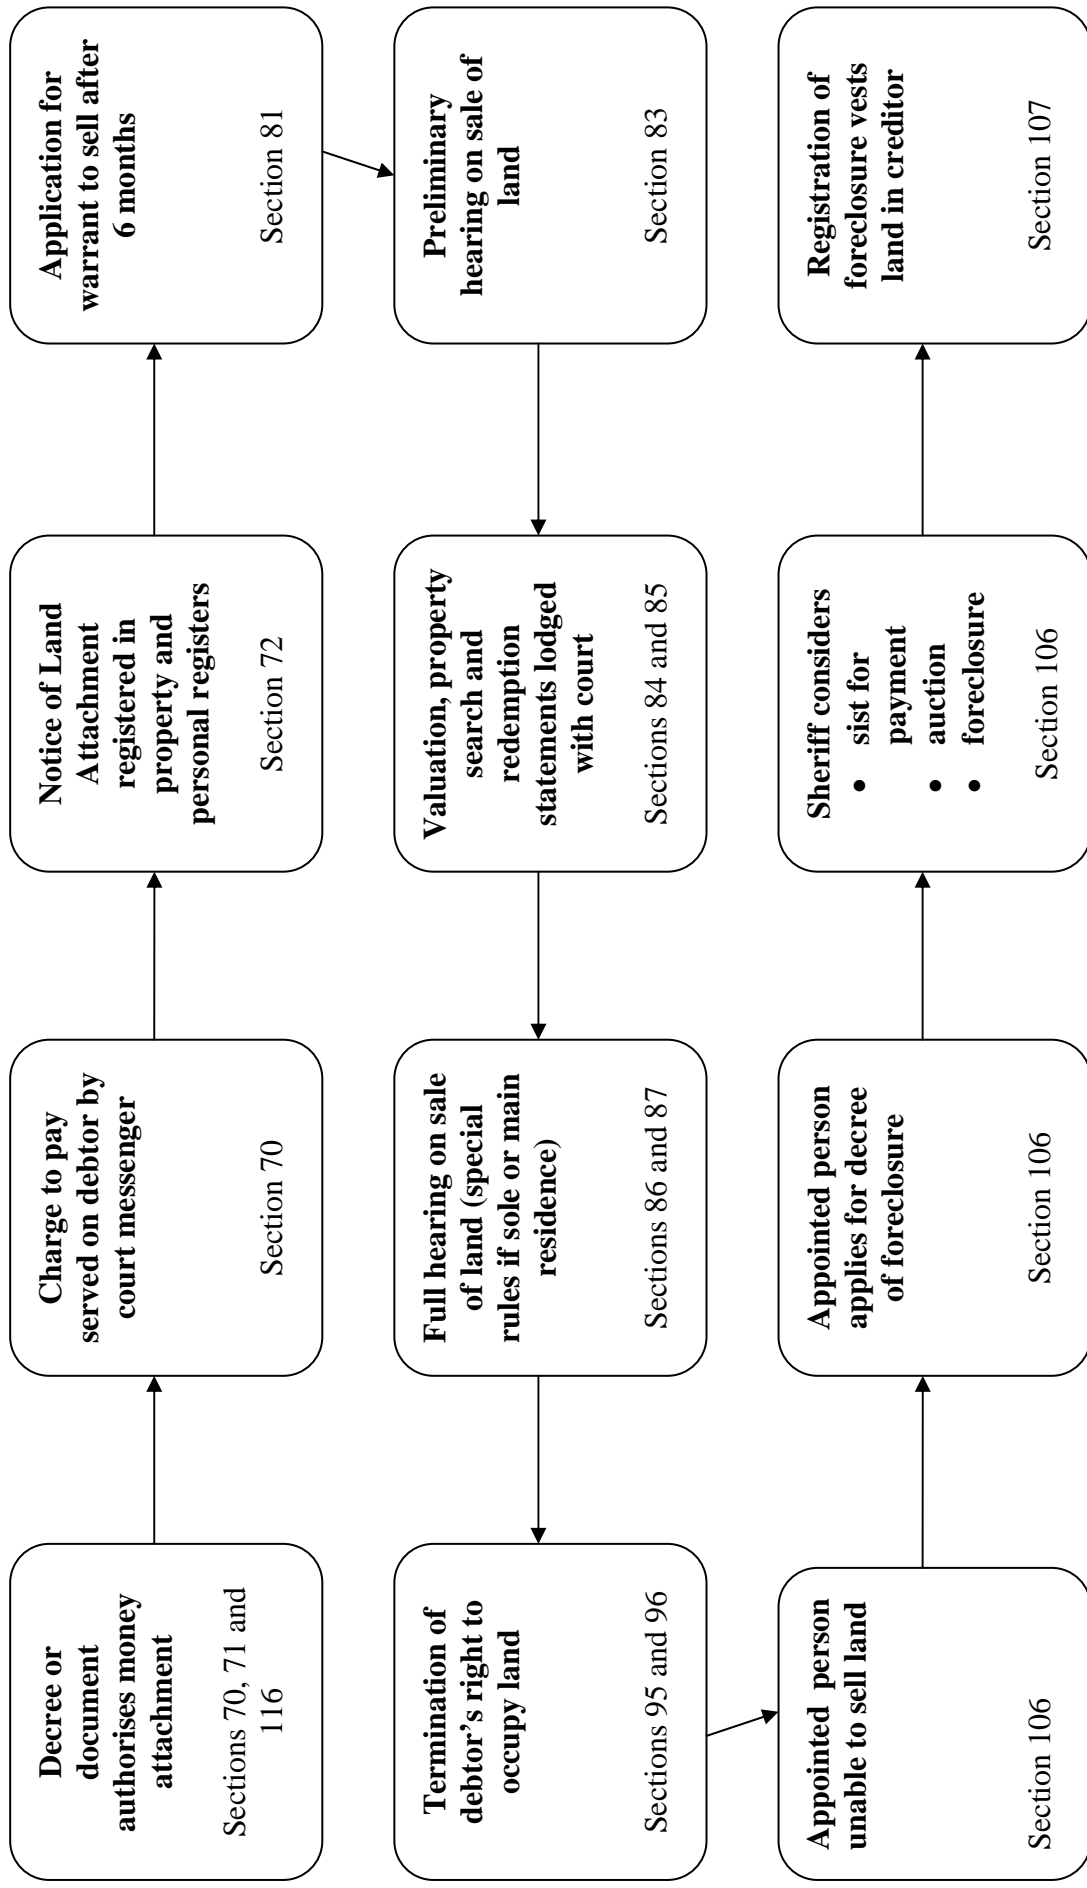 Decree or
document
authorises money
attachment
Sections 70, 71 and
116
Charge to pay
served on debtor by
court messenger
Section 70
Notice of Land
Attachment
registered in
property and
personal registers
Section 72
Application for
warrant to sell after
6 months
Section 81
Preliminary
hearing on sale of
land
Section 83
Valuation, property
search and
redemption
statements lodged
with court
Sections 84 and 85
Full hearing on sale
of land (special
rules if sole or main
residence)
Sections 86 and 87
Termination of
debtor’s right to
occupy land
Sections 95 and 96
Appointed person
unable to sell land
Section 106
Appointed person
applies for decree
of foreclosure
Section 106
Sheriff considers
• sist for
payment
• auction
• foreclosure
Section 106
Registration of
foreclosure vests
land in creditor
Section 107